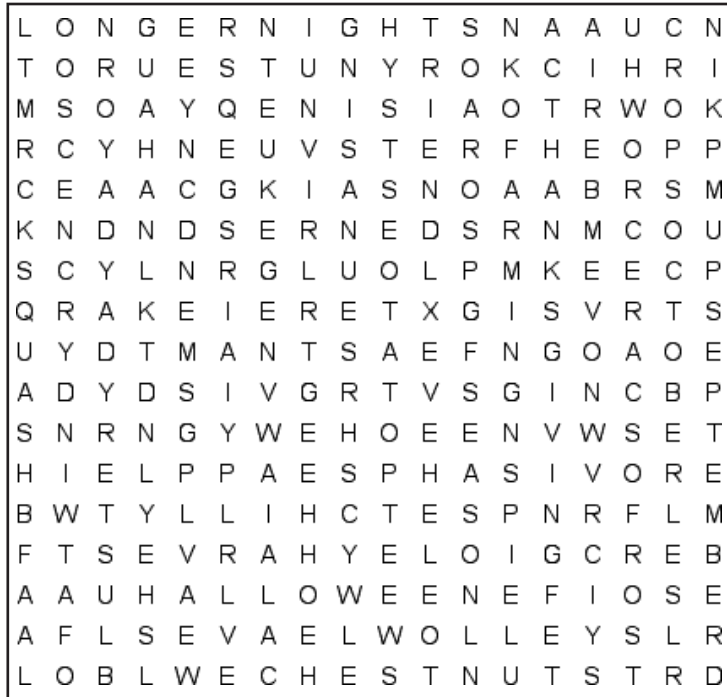 L O N G E R N I G H T S N A A U C N
T O R U E S T U N Y R O K C I H R I
M S O A Y Q E N I S I A O T R W O K
R C Y H N E U V S T E R F H E O P P
C E A A C G K I A S N O A A B R S M
K N D N D S E R N E D S R N M C O U
S C Y L N R G L U O L P M K E E C P
Q R A K E I E R E T X G I S V R T S
U Y D T M A N T S A E F N G O A O E
A D Y D S I V G R T V S G I N C B P
S N R N G Y W E H O E E N V W S E T
H I E L P P A E S P H A S I V O R E
B W T Y L L I H C T E S P N R F L M
F T S E V R A H Y E L O I G C R E B
A A U H A L L O W E E N E F I O S E
A F L S E V A E L W O L L E Y S L R
L O B L W E C H E S T N U T S T R D